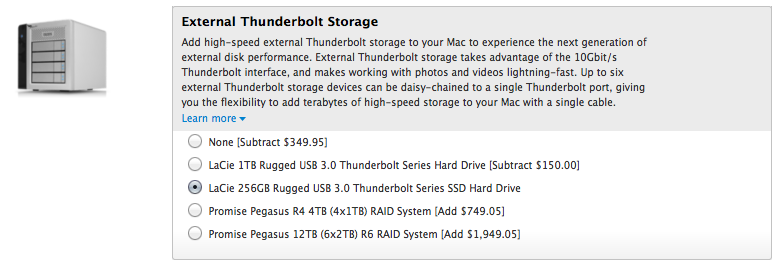 External Thunderbolt Storage
Add high-speed external Thunderbolt storage to your Mac to experience the next generation of
external disk performance. External Thunderbolt storage takes advantage of the 10Gbit/s
Thunderbolt interface, and makes working with photos and videos lightning-fast. Up to six
external Thunderbolt storage devices can be daisy-chained to a single Thunderbolt port, giving
you the flexibility to add terabytes of high-speed storage to your Mac with a single cable.
Learn more
None [Subtract $349.95]
LaCie 1TB Rugged USB 3.0 Thunderbolt Series Hard Drive [Subtract $150.00]
LaCie 256GB Rugged USB 3.0 Thunderbolt Series SSD Hard Drive
Promise Pegasus R4 4TB (4x1TB) RAID System [Add $749.05]
Promise Pegasus 12TB (6x2TB) R6 RAID System [Add $1,949.05]